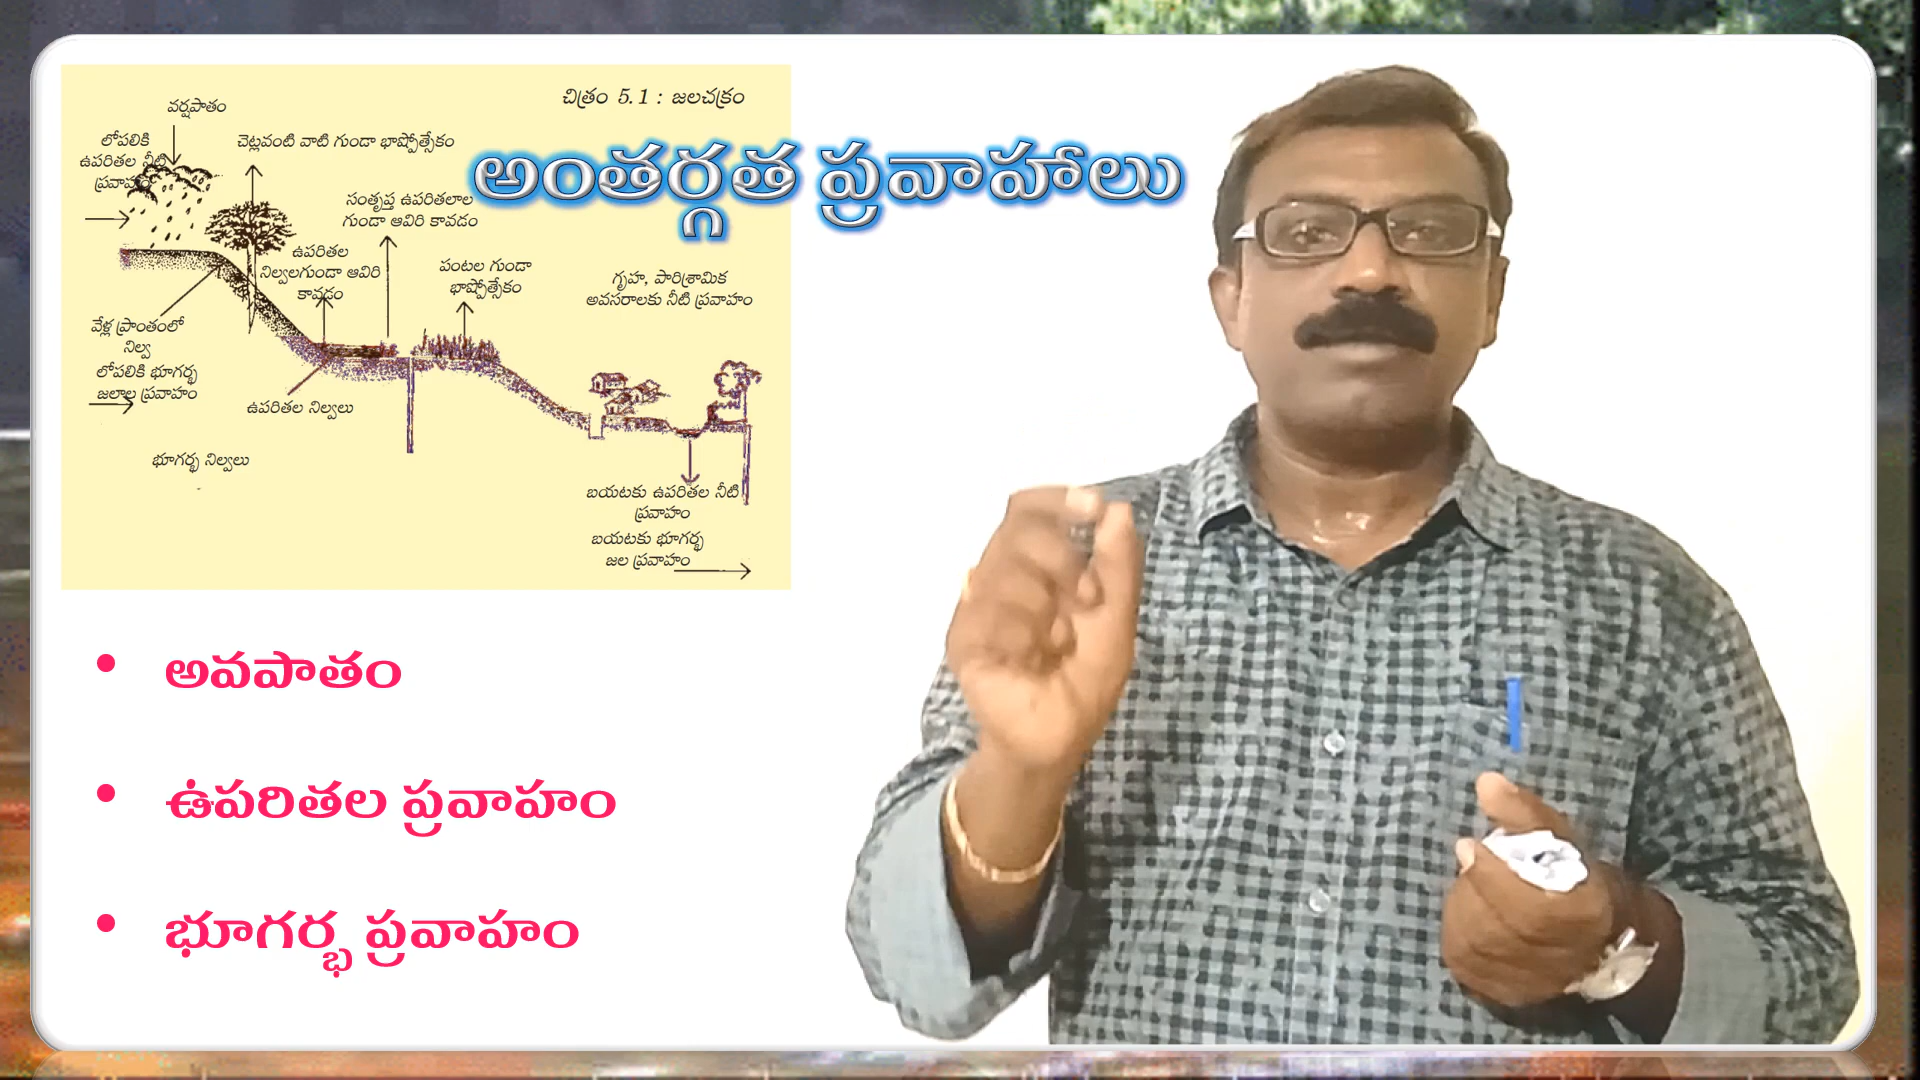 చిత్రం 5.1 : జలచక్రం
అంతర్గత ప్రవాహాలు
వర్షపాతం
లోపలికి
ఉపరితల నీటి
ప్రవాహం
చెట్లవంటి వాటి గుండా భాష్పోత్సేకం
సంతృప్త ఉపరితలాల
గుండా ఆవిరి కావడం
ఉపరితల
నిల్వలగుండా ఆవిరి
కావడం
పంటల గుండా
భాష్పోత్సేకం
గృహ, పారిశ్రామిక
అవసరాలకు నీటి ప్రవాహం
వేళ్ల ప్రాంతంలో
నిల్వ
లోపలికి భూగర్భ
జలాల ప్రవాహం
ఉపరితల నిల్వలు
భూగర్భ నిల్వలు
బయటకు ఉపరితల నీటి
ప్రవాహం
బయటకు భూగర్భ
జల ప్రవాహం
• అవపాతం
• ఉపరితల ప్రవాహం
• భూగర్భ ప్రవాహం